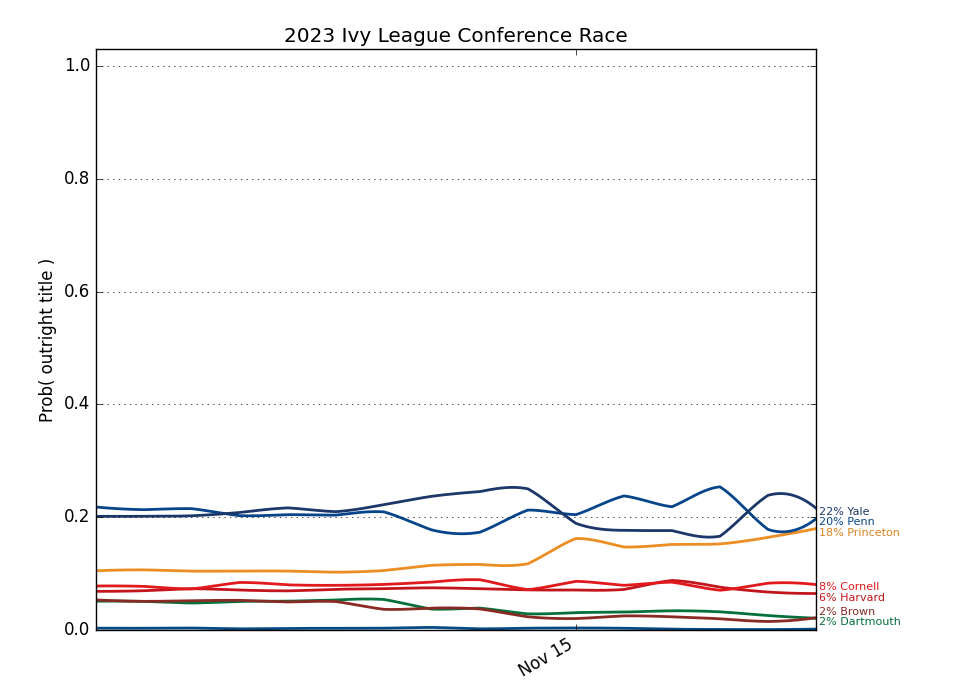 2023 Ivy League Conference Race
1.0
0.8
0.6
0.4
0.2
0.0
Prob( outright title )
Nov 15
22% Yale
20% Penn
18% Princeton
8% Cornell
6% Harvard
2% Brown
2% Dartmouth